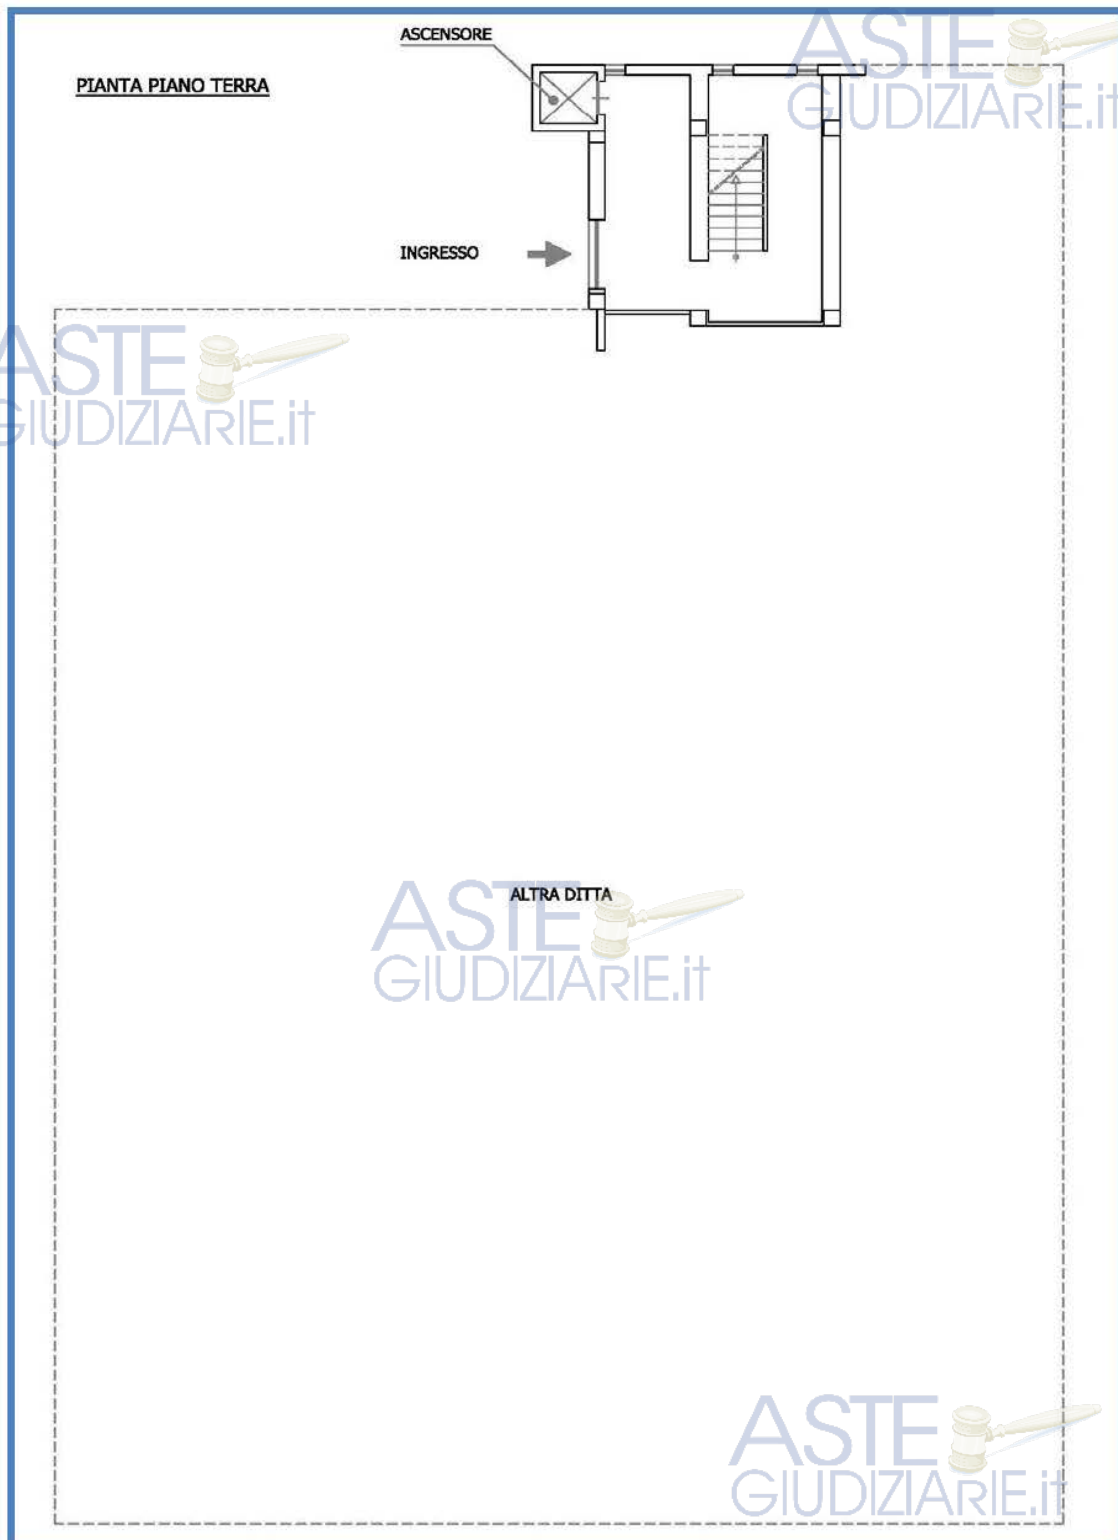 ASCENSORE
ASTE
GIUDIZIARIE.it
PIANTA PIANO TERRA
INGRESSO
ASTE
GIUDIZIARIE.it
ALTRA DITTA
ASTE
GIUDIZIARIE.it
ASTE
GIUDIZIARIE.it